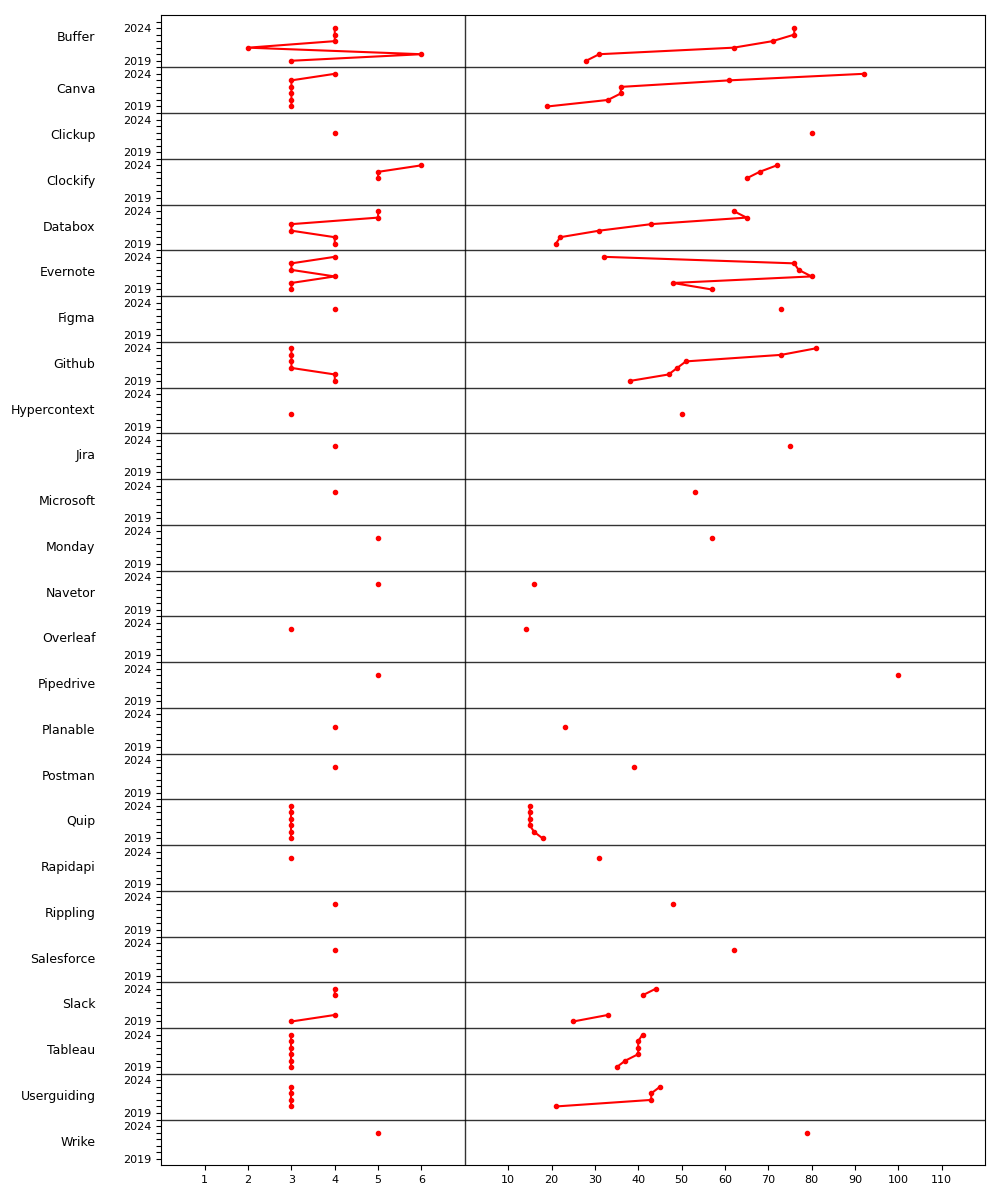 Buffer
2024
2019
Canva
2024
2019
Clickup
2024
2019
Clockify
2024
2019
Databox
2024
2019
Evernote
2024
2019
Figma
2024
2019
Github
2024
2019
Hypercontext
2024
2019
Jira
2024
2019
Microsoft
2024
2019
Monday
2024
2019
Navetor
2024
2019
Overleaf
2024
2019
Pipedrive
2024
2019
Planable
2024
2019
Postman
2024
2019
Quip
2024
2019
Rapidapi
2024
2019
Rippling
2024
2019
Salesforce
2024
2019
Slack
2024
2019
Tableau
2024
2019
Userguiding
2024
2019
Wrike
2024
2019
1 2 3 4 5 6 10 20 30 40 50 60 70 80 90 100 110